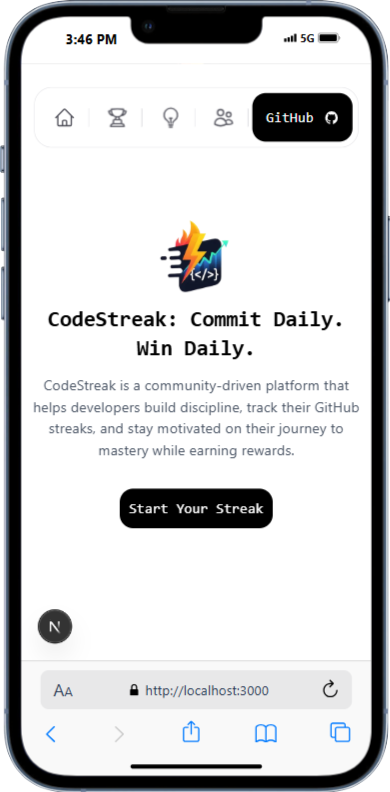 3:46 PM
5G
GitHub
{</>}
CodeStreak: Commit Daily.
Win Daily.
CodeStreak is a community-driven platform that
helps developers build discipline, track their GitHub
streaks, and stay motivated on their journey to
mastery while earning rewards.
Start Your Streak
N
AA
http://localhost:3000